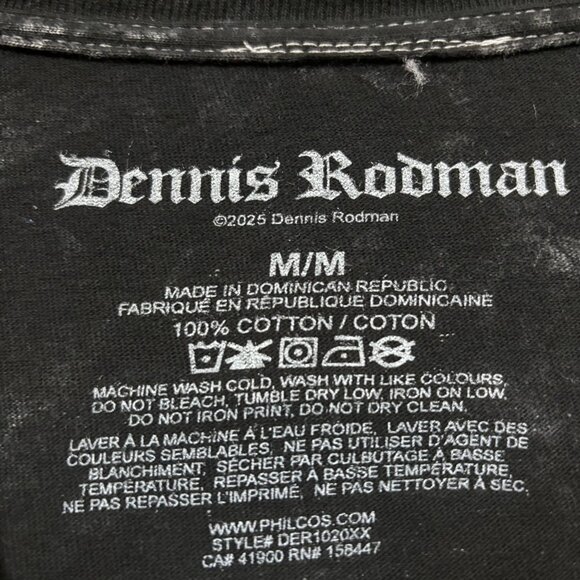 Dennis Rodman
©2025 Dennis Rodman
M/M
MADE IN DOMINICAN REPUBLIC
FABRIQUÉ EN RÉPUBLIQUE DOMINICAINE
100% COTTON / COTON
MACHINE WASH COLD, WASH WITH LIKE COLOURS,
DO NOT BLEACH, TUMBLE DRY LOW, IRON ON LOW,
DO NOT IRON PRINT, DO NOT DRY CLEAN.
LAVER À LA MACHINE À L'EAU FROIDE, LAVER AVEC DES
COULEURS SEMBLABLES, NE PAS UTILISER D'AGENT DE
BLANCHIMENT, SÉCHER PAR CULBUTAGE À BASSE
TEMPÉRATURE, REPASSER À BASSE TEMPÉRATURE,
NE PAS REPASSER L'IMPRIMÉ, NE PAS NETTOYER À SEC.
WWW.PHILCOS.COM
STYLE# DER1020XX
CA# 41900 RN# 158447